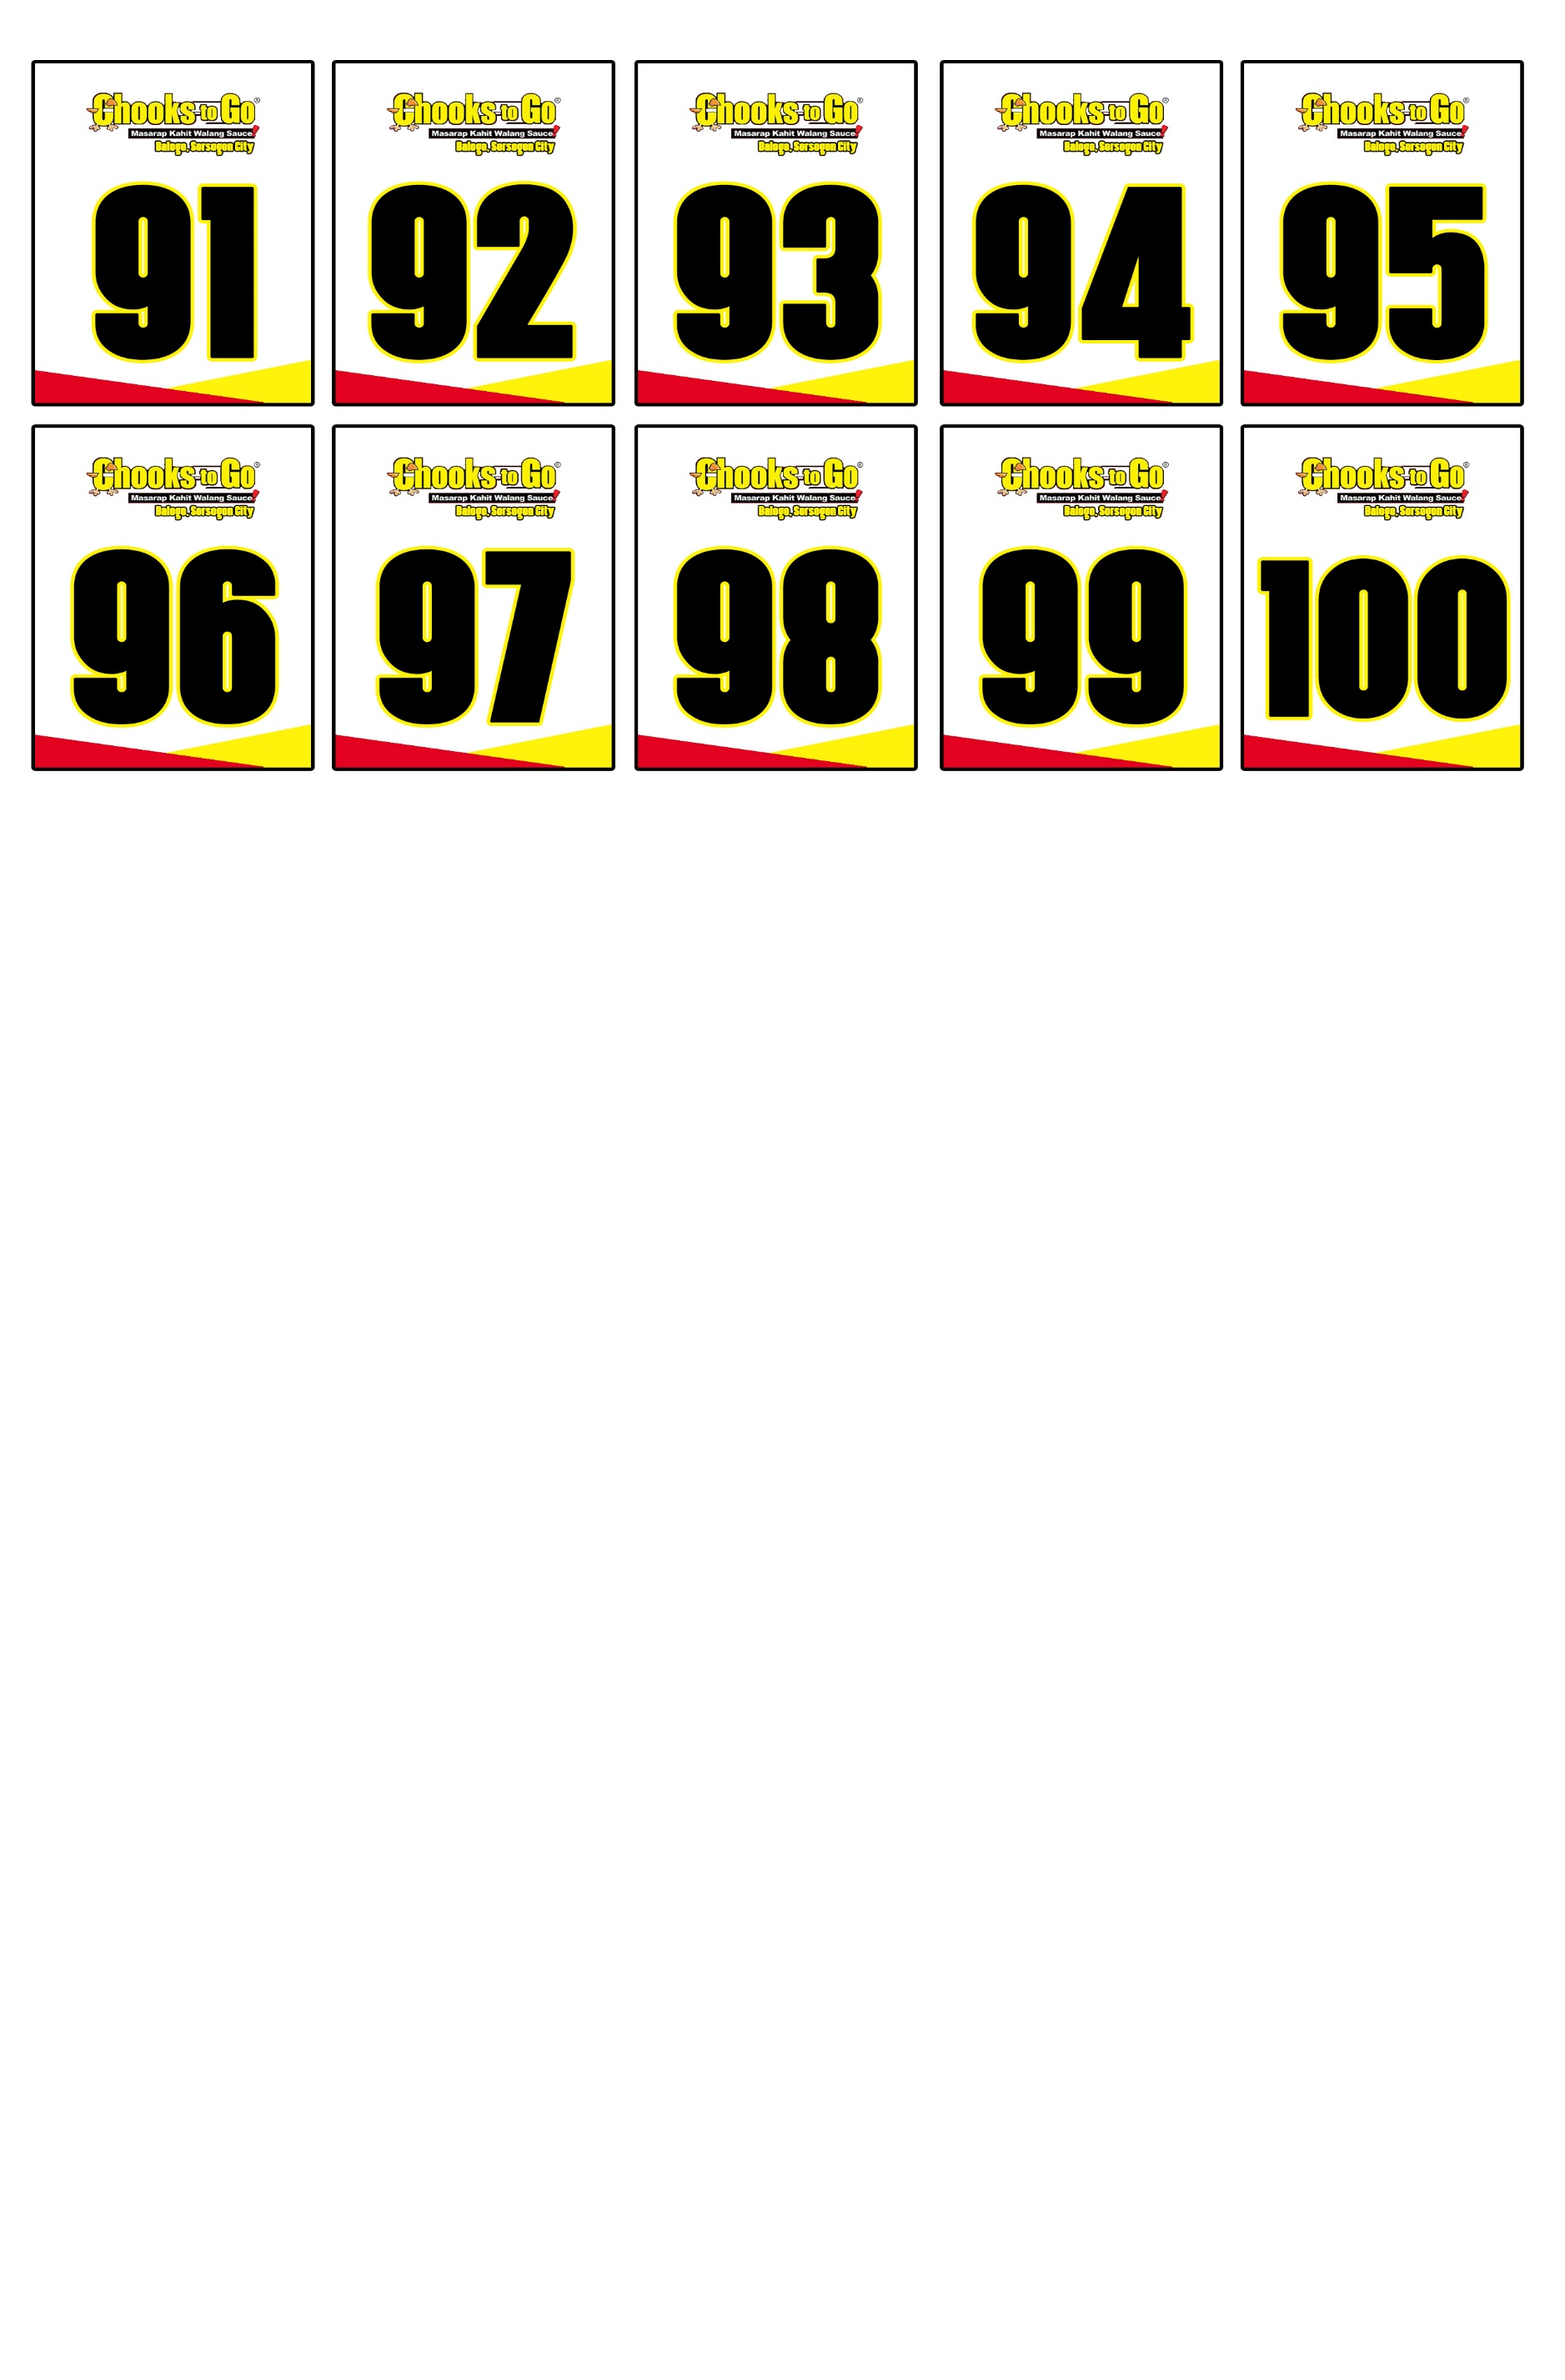 Chooks-to Go® Chooks-to Go® Chooks-to Go® Chooks-to Go® Chooks-to Go®
Masarap Kahit Walang Sauce! Masarap Kahit Walang Sauce! Masarap Kahit Walang Sauce! Masarap Kahit Walang Sauce! Masarap Kahit Walang Sauce!
Balogo, Sorsogon City Balogo, Sorsogon City Balogo, Sorsogon City Balogo, Sorsogon City Balogo, Sorsogon City
91 92 93 94 95
Chooks-to Go® Chooks-to Go® Chooks-to Go® Chooks-to Go® Chooks-to Go®
Masarap Kahit Walang Sauce! Masarap Kahit Walang Sauce! Masarap Kahit Walang Sauce! Masarap Kahit Walang Sauce! Masarap Kahit Walang Sauce!
Balogo, Sorsogon City Balogo, Sorsogon City Balogo, Sorsogon City Balogo, Sorsogon City Balogo, Sorsogon City
96 97 98 99 100